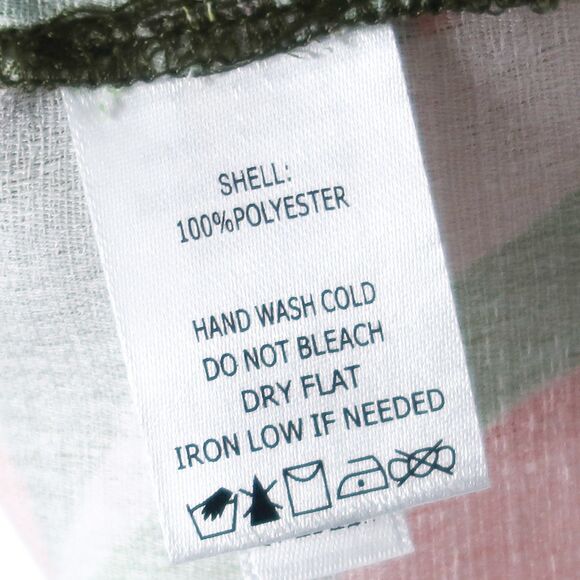 SHELL:
100%POLYESTER
HAND WASH COLD
DO NOT BLEACH
DRY FLAT
IRON LOW IF NEEDED